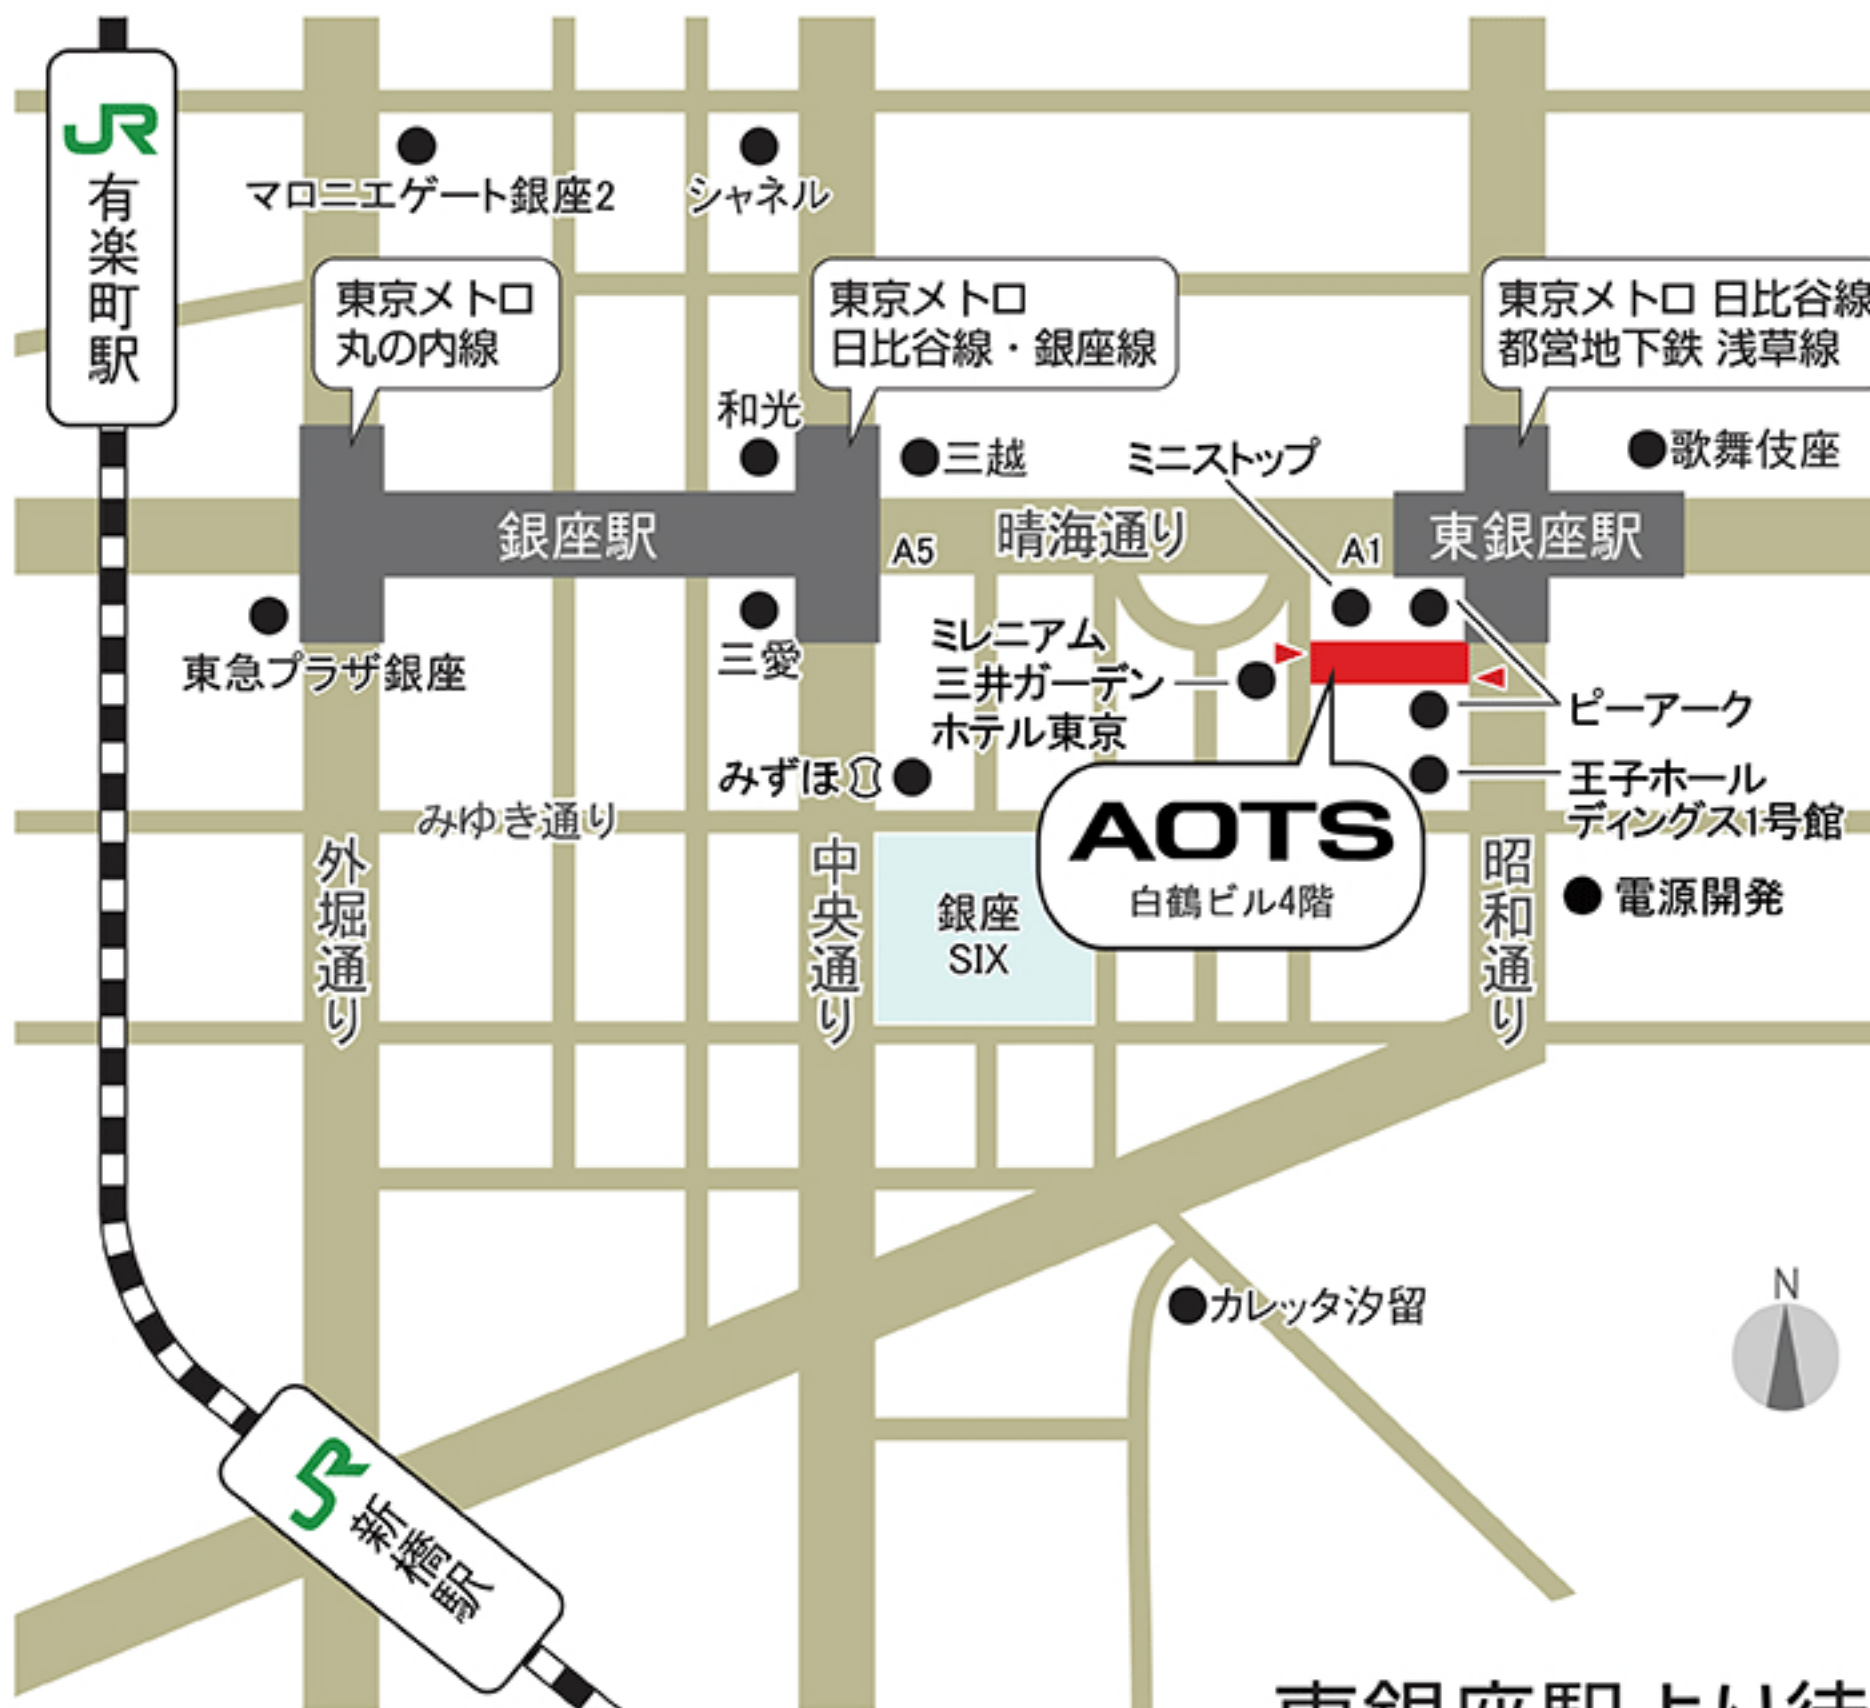 JR
有楽町駅
マロニエゲート銀座2
シャネル
東京メトロ
丸の内線
東京メトロ
日比谷線・銀座線
東京メトロ 日比谷線
都営地下鉄 浅草線
和光
三越
ミニストップ
歌舞伎座
銀座駅
A5
晴海通り
A1
東銀座駅
東急プラザ銀座
三愛
ミレニアム
三井ガーデン
ホテル東京
ピーアーク
みずほ
王子ホール
ディングス1号館
みゆき通り
AOTS
白鶴ビル4階
外堀通り
中央通り
銀座
SIX
昭和通り
電源開発
カレッタ汐留
N
JR
新橋駅
東銀座駅より徒